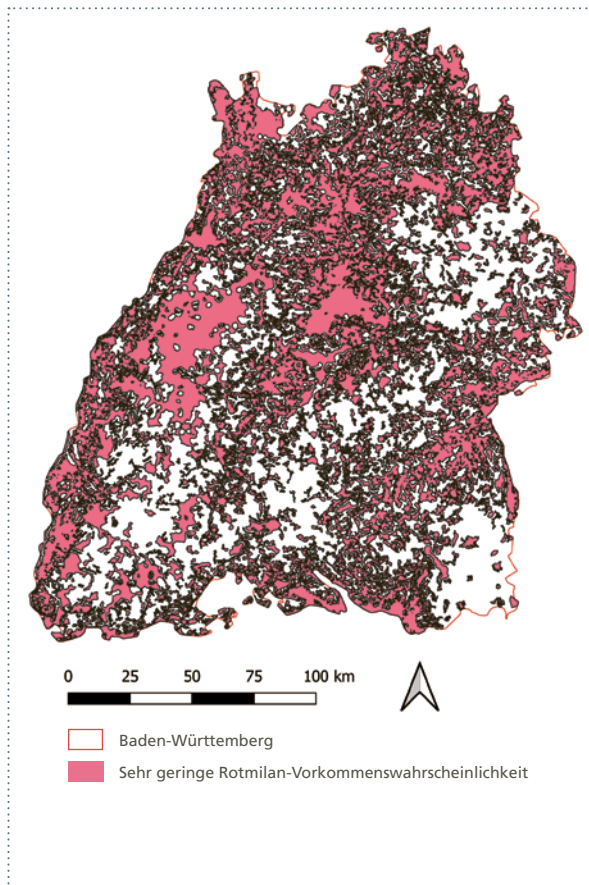 0 25 50 75 100 km
Baden-Württemberg
Sehr geringe Rotmilan-Vorkommenswahrscheinlichkeit